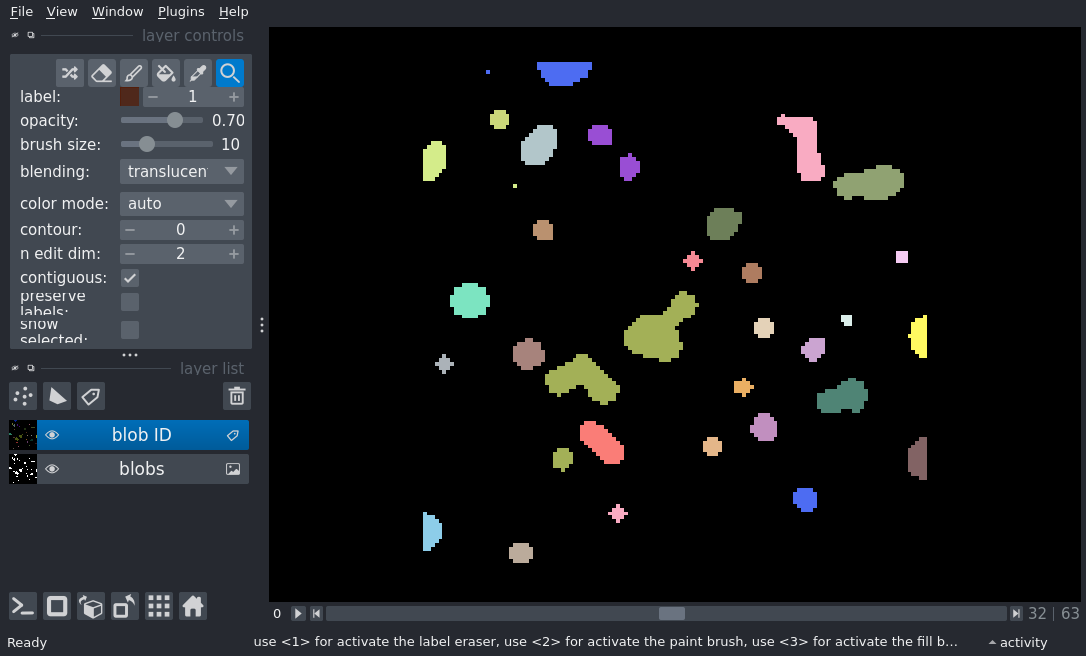 File View Window Plugins Help
layer controls
label: 1
opacity: 0.70
brush size: 10
blending: translucen
color mode: auto
contour: 0
n edit dim: 2
contiguous:
preserve
labels:
show
selected:
layer list
blob ID
blobs
0 32 63
Ready use <1> for activate the label eraser, use <2> for activate the paint brush, use <3> for activate the fill b... activity